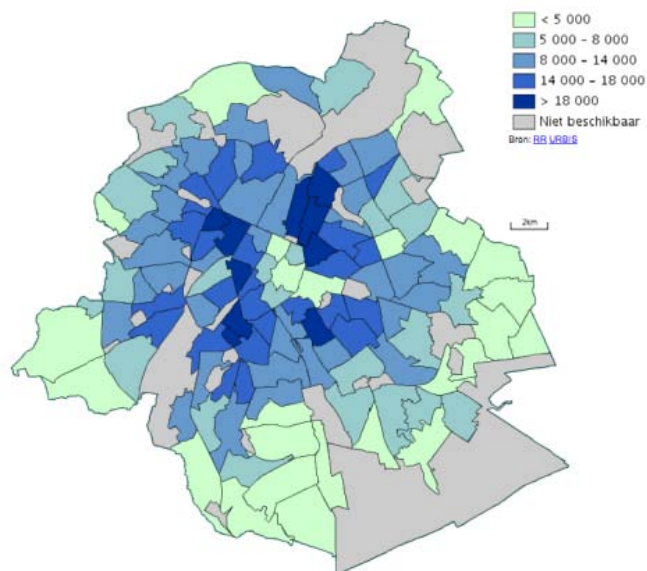 < 5 000
5 000 - 8 000
8 000 - 14 000
14 000 - 18 000
> 18 000
Niet beschikbaar
Bron: RR URBIS
2km